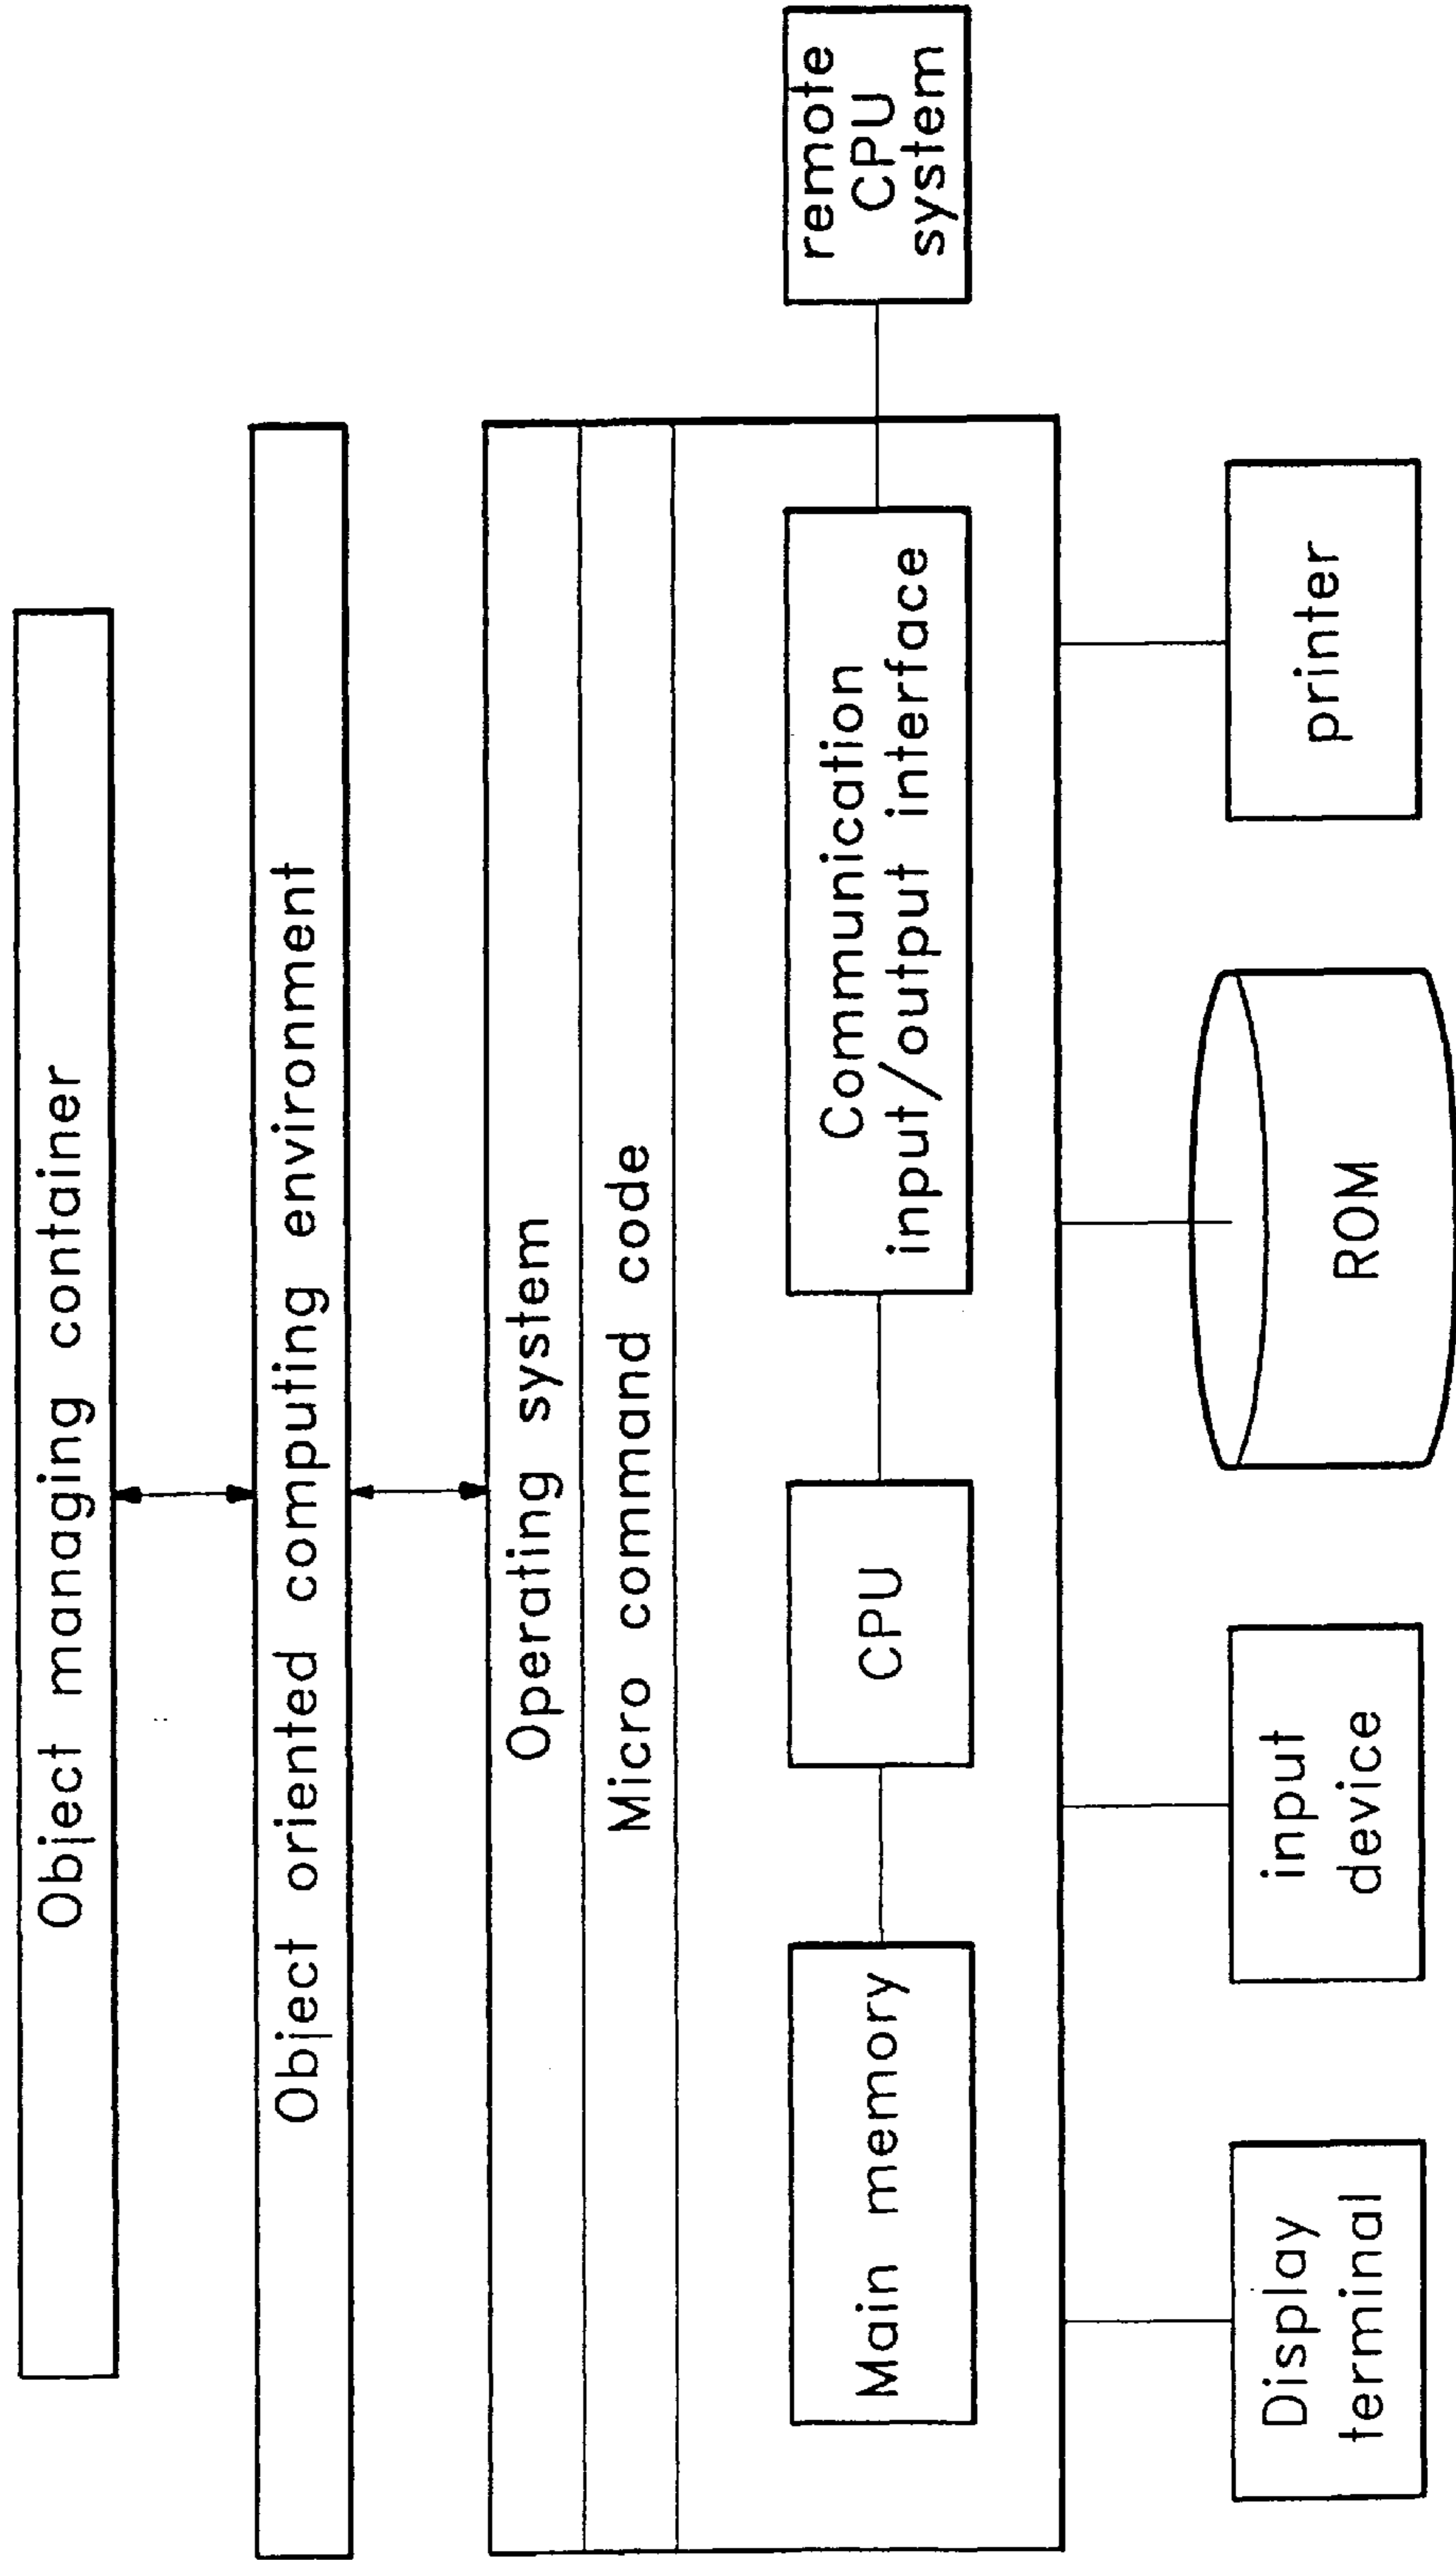 Object managing container
Object oriented computing environment
Operating system
Micro command code
Main memory
CPU
Communication
input/output interface
remote
CPU
system
Display
terminal
input
device
ROM
printer